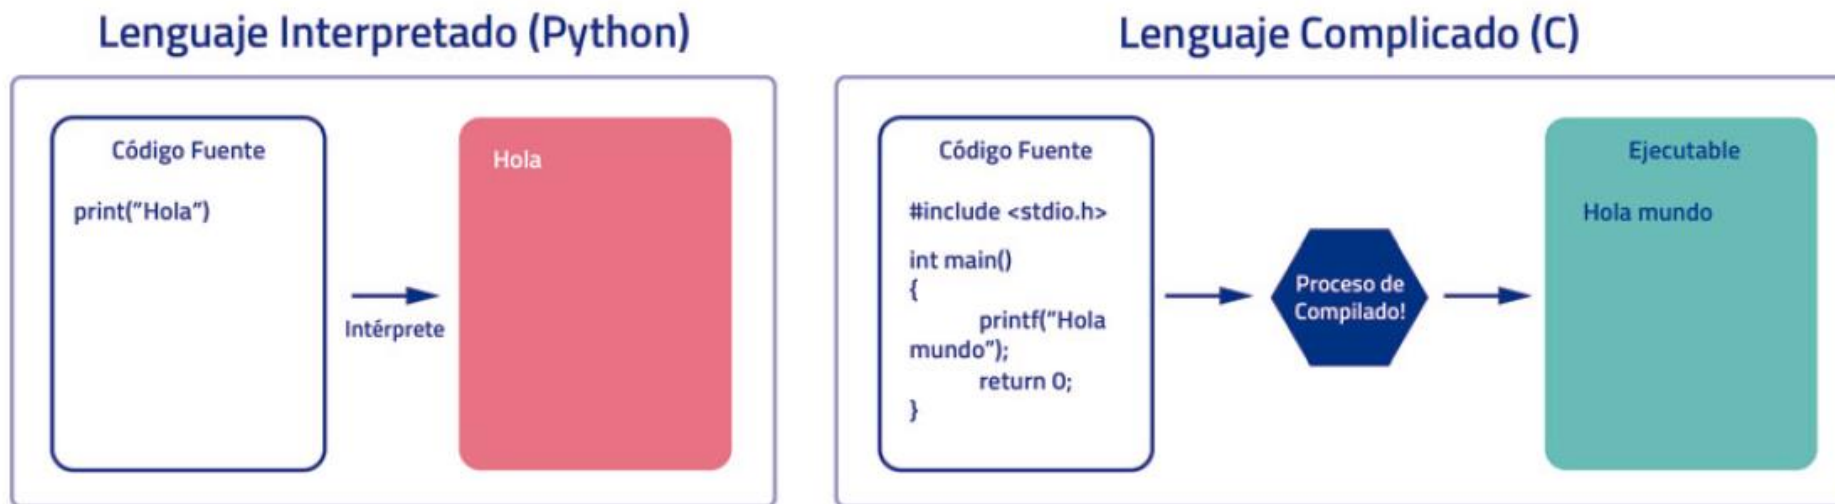 Lenguaje Interpretado (Python)
Código Fuente
print("Hola")
Intérprete
Hola
Lenguaje Complicado (C)
Código Fuente
#include <stdio.h>
int main()
{
printf("Hola
mundo");
return 0;
}
Proceso de
Compilado!
Ejecutable
Hola mundo